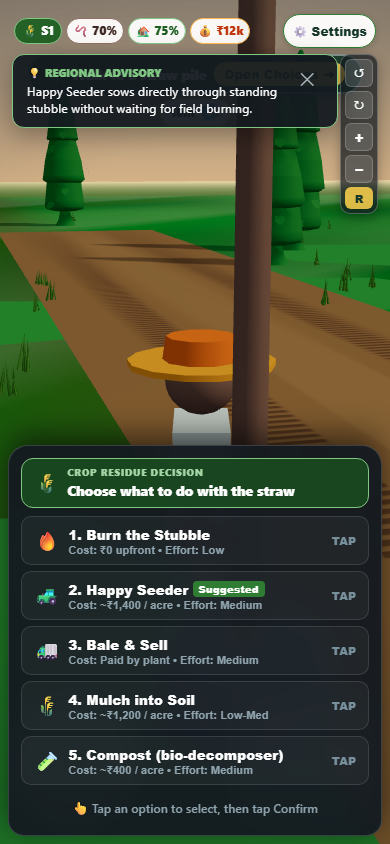 S1
70%
75%
₹12k
Settings
REGIONAL ADVISORY
Happy Seeder sows directly through standing
stubble without waiting for field burning.
R
CROP RESIDUE DECISION
Choose what to do with the straw
1. Burn the Stubble
Cost: ₹0 upfront • Effort: Low
TAP
2. Happy Seeder Suggested
Cost: ~₹1,400 / acre • Effort: Medium
TAP
3. Bale & Sell
Cost: Paid by plant • Effort: Medium
TAP
4. Mulch into Soil
Cost: ~₹1,200 / acre • Effort: Low-Med
TAP
5. Compost (bio-decomposer)
Cost: ~₹400 / acre • Effort: Medium
TAP
Tap an option to select, then tap Confirm